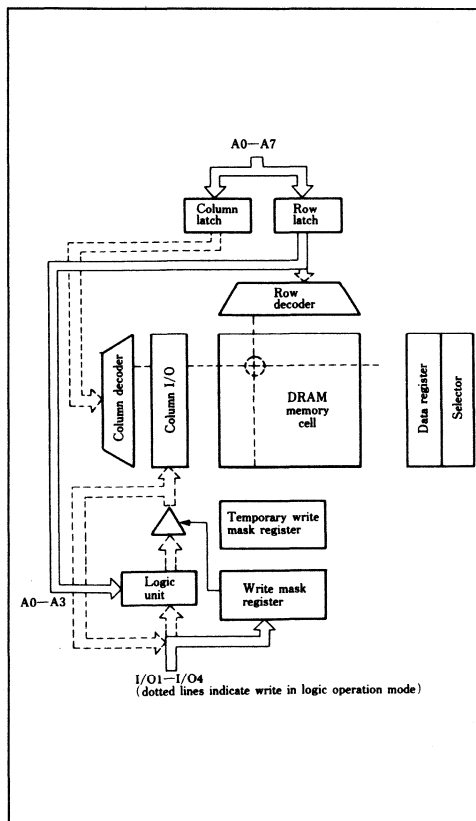 A0—A7
Column
latch
Row
latch
Row
decoder
Column decoder
Column I/O
DRAM
memory
cell
Data register
Selector
Temporary write
mask register
Logic
unit
Write mask
register
A0—A3
I/O1—I/O4
(dotted lines indicate write in logic operation mode)